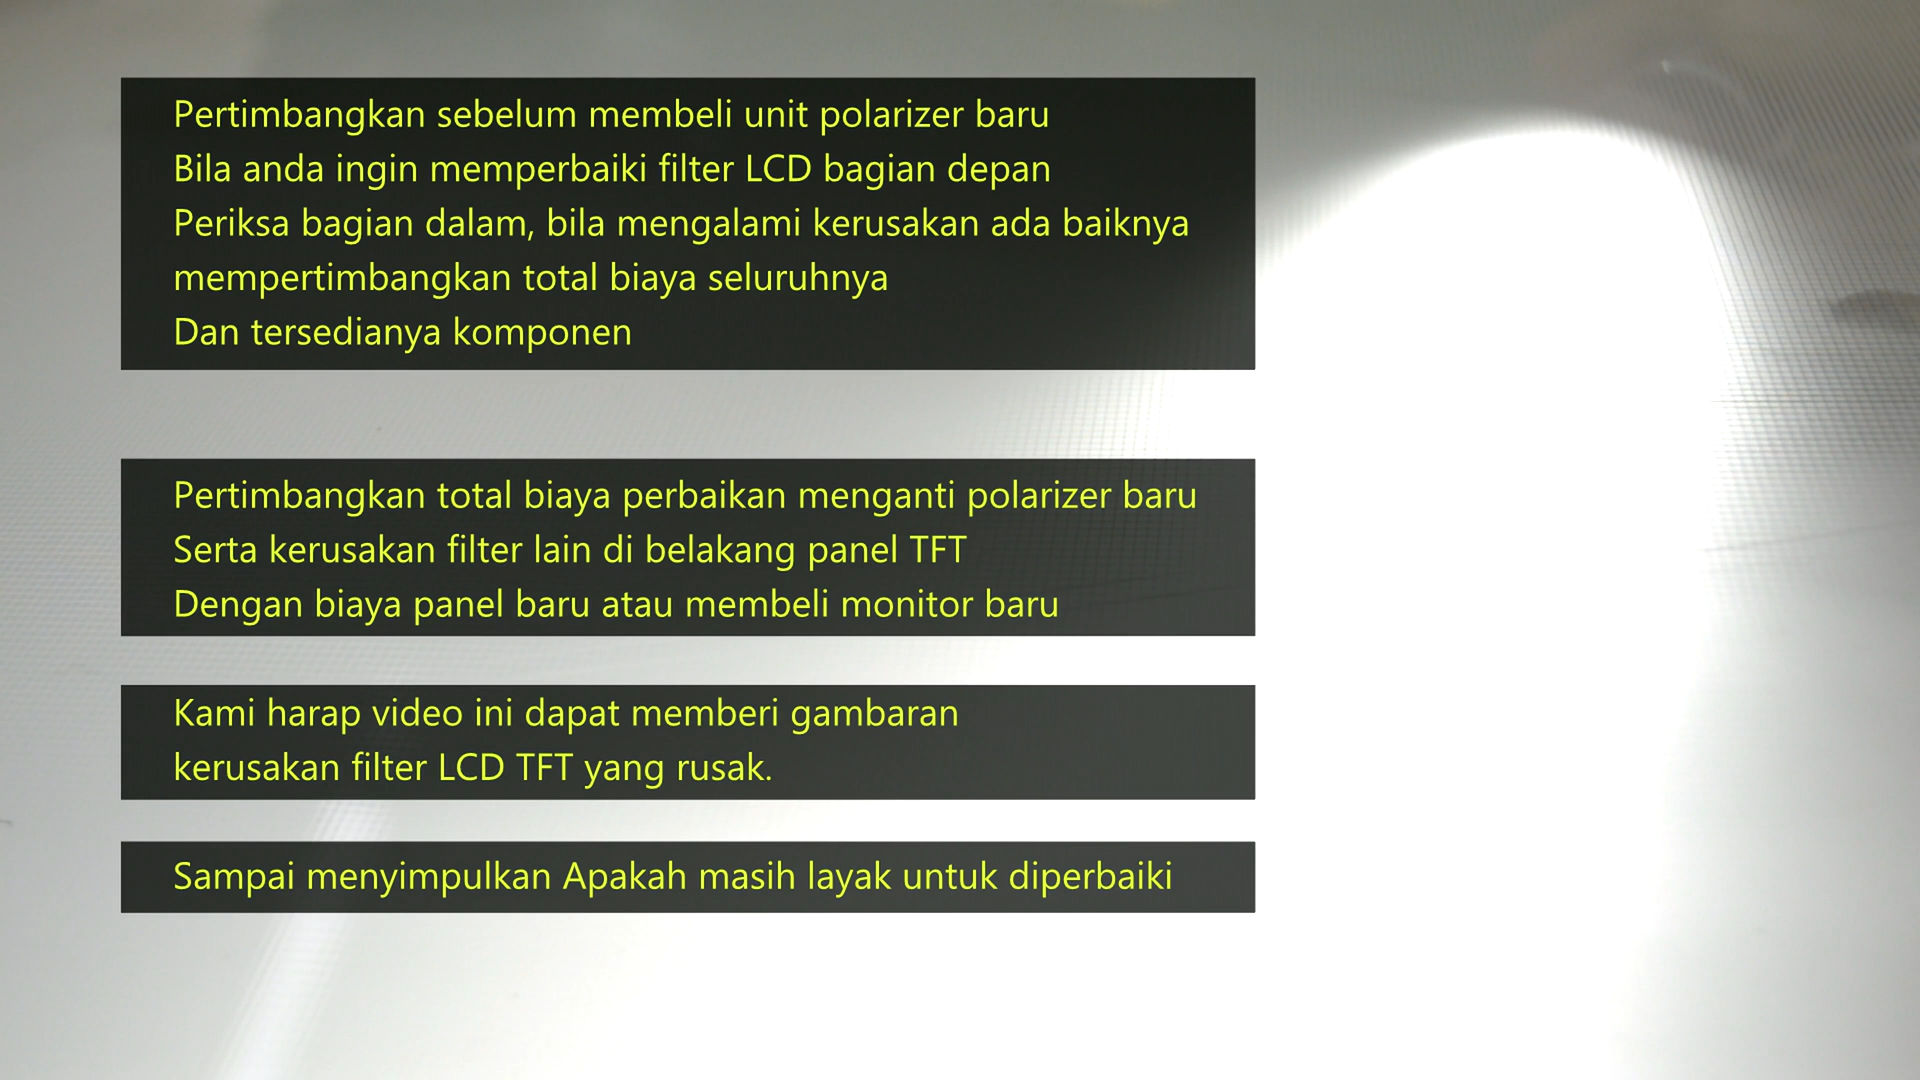 Pertimbangkan sebelum membeli unit polarizer baru
Bila anda ingin memperbaiki filter LCD bagian depan
Periksa bagian dalam, bila mengalami kerusakan ada baiknya
mempertimbangkan total biaya seluruhnya
Dan tersedianya komponen
Pertimbangkan total biaya perbaikan menganti polarizer baru
Serta kerusakan filter lain di belakang panel TFT
Dengan biaya panel baru atau membeli monitor baru
Kami harap video ini dapat memberi gambaran
kerusakan filter LCD TFT yang rusak.
Sampai menyimpulkan Apakah masih layak untuk diperbaiki